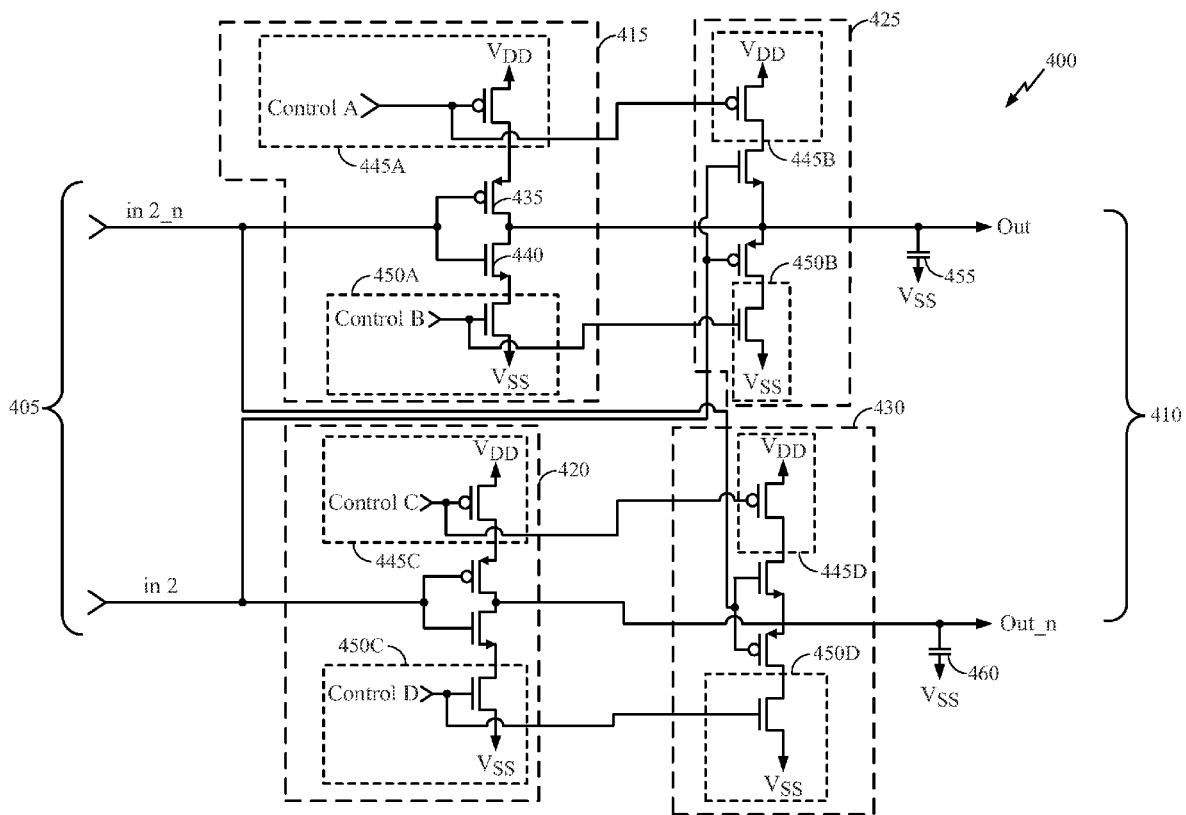 415
425
400
VDD
VDD
Control A
445A
445B
in 2_n
435
Out
440
455
VSS
450A
450B
Control B
VSS
VSS
405
410
430
VDD
VDD
420
Control C
445C
445D
in 2
Out_n
450C
450D
460
VSS
Control D
VSS
VSS